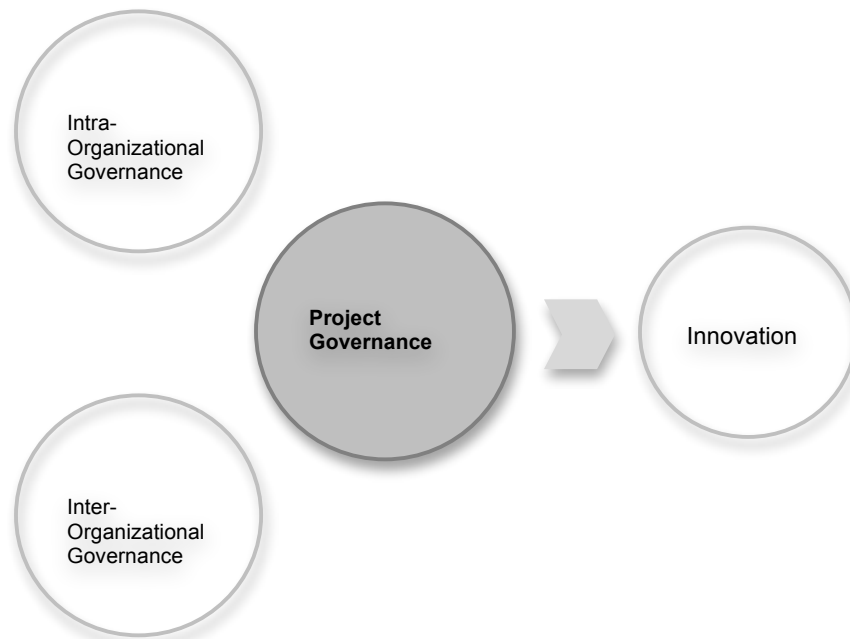 Intra-
Organizational
Governance
Project
Governance
Innovation
Inter-
Organizational
Governance